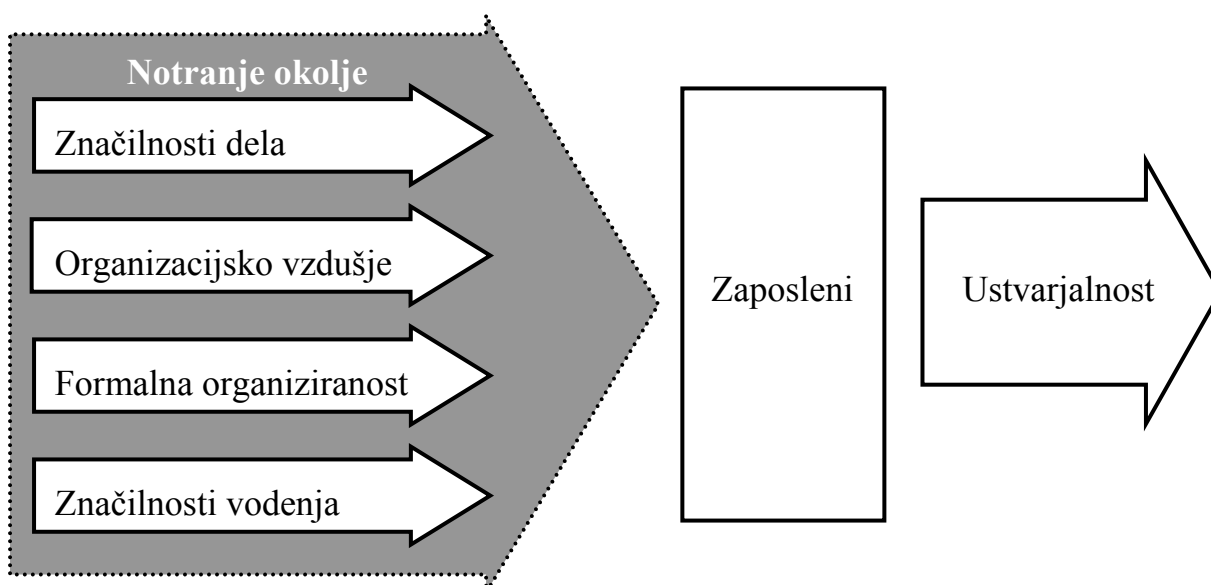 Notranje okolje
Značilnosti dela
Organizacijsko vzdušje
Formalna organiziranost
Značilnosti vodenja
Zaposleni
Ustvarjalnost